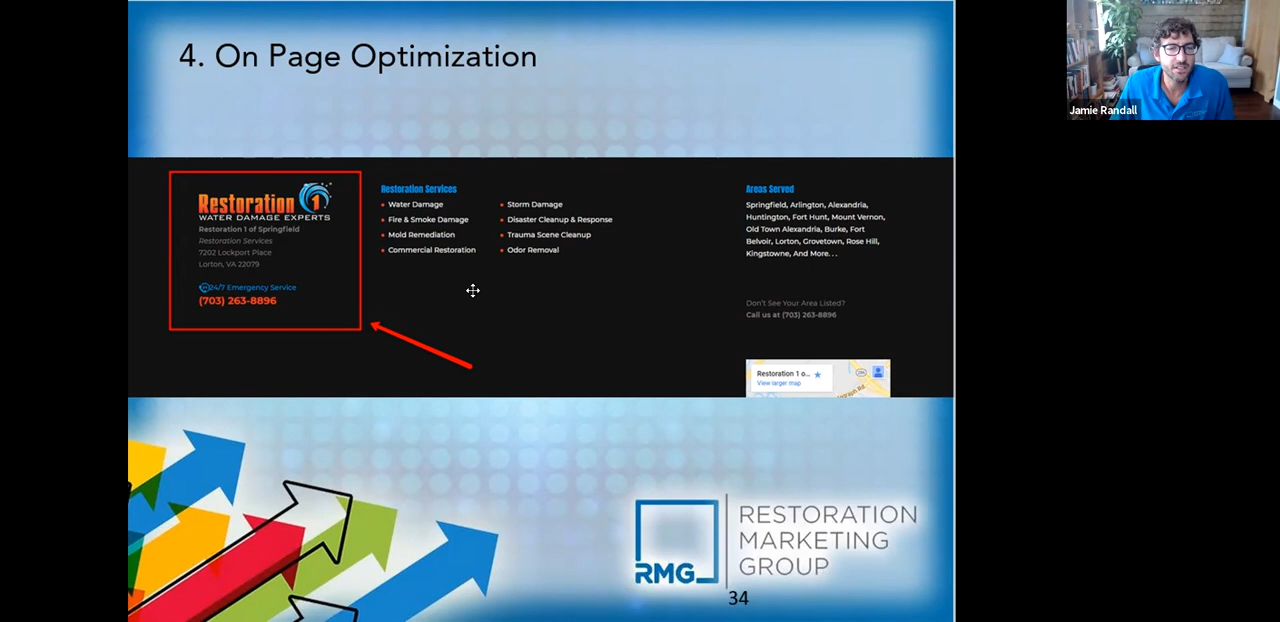 4. On Page Optimization
Jamie Randall
Restoration 1
WATER DAMAGE EXPERTS
Restoration 1 of Springfield
Restoration Services
7202 Lockport Place
Lorton, VA 22079
24/7 Emergency Service
(703) 263-8896
Restoration Services
Water Damage
Fire & Smoke Damage
Mold Remediation
Commercial Restoration
Storm Damage
Disaster Cleanup & Response
Trauma Scene Cleanup
Odor Removal
Areas Served
Springfield, Arlington, Alexandria,
Huntington, Fort Hunt, Mount Vernon,
Old Town Alexandria, Burke, Fort
Belvoir, Lorton, Grovetown, Rose Hill,
Kingstowne, And More. . .
Don't See Your Area Listed?
Call us at (703) 263-8896
Restoration 1 o...
View larger map
RMG
RESTORATION
MARKETING
GROUP
34